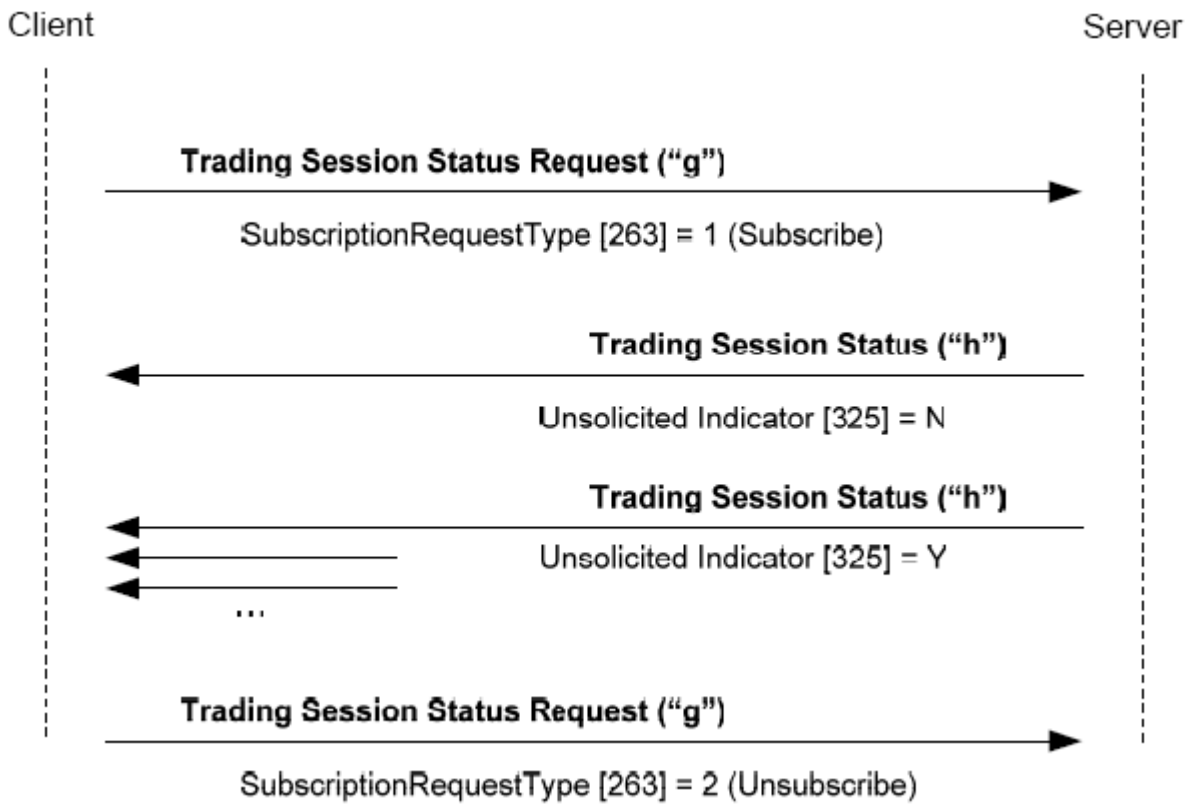 Client
Server
Trading Session Status Request (“g”)
SubscriptionRequestType [263] = 1 (Subscribe)
Trading Session Status (“h”)
Unsolicited Indicator [325] = N
Trading Session Status (“h”)
Unsolicited Indicator [325] = Y
...
Trading Session Status Request (“g”)
SubscriptionRequestType [263] = 2 (Unsubscribe)